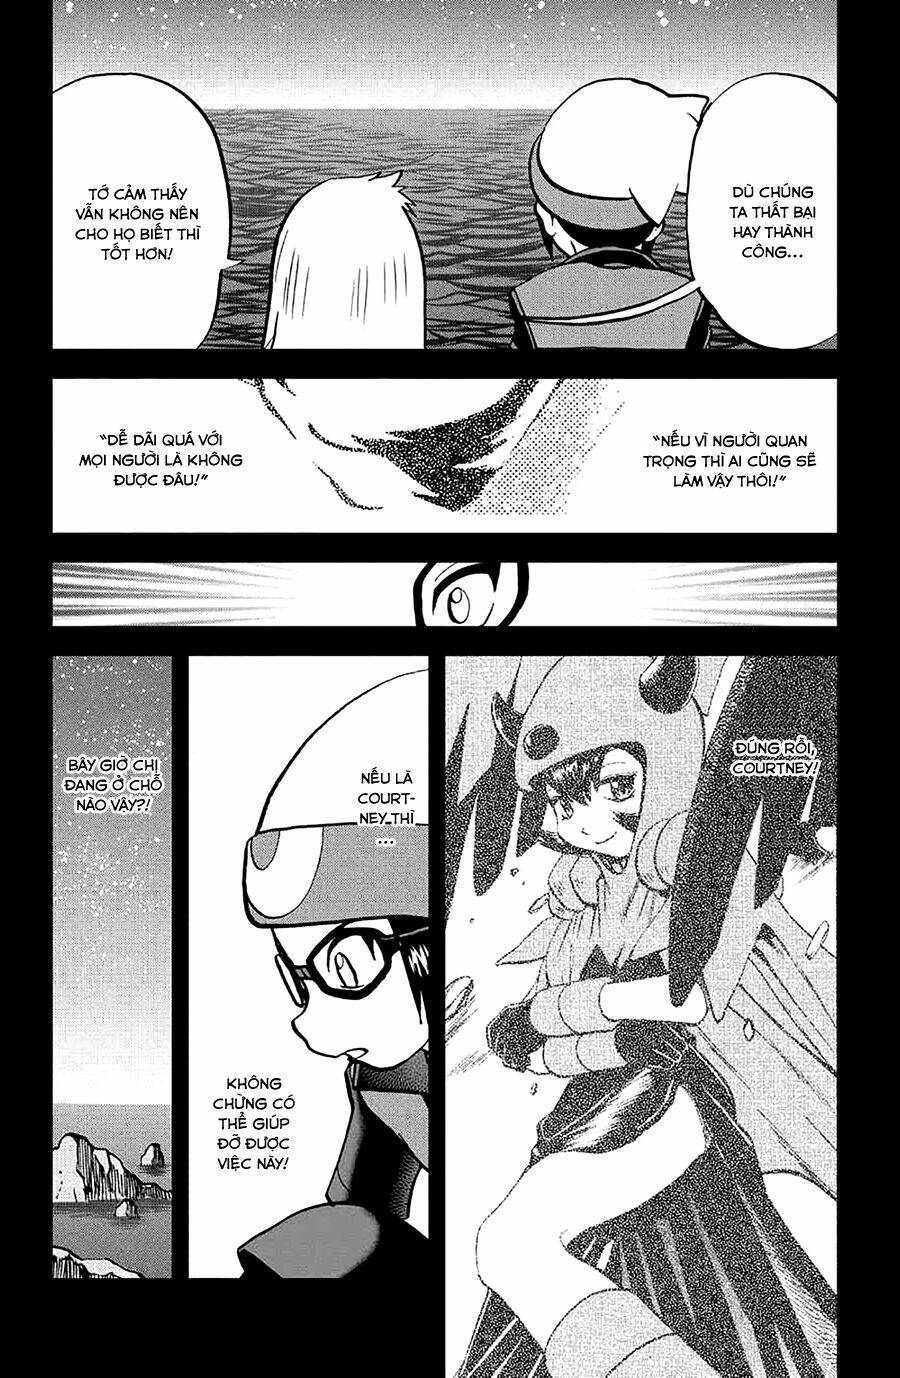 DÙ CHÚNG
TA THẤT BẠI
HAY THÀNH
CÔNG...
TỚ CẢM THẤY
VẪN KHÔNG NÊN
CHO HỌ BIẾT THÌ
TỐT HƠN!
"NẾU VÌ NGƯỜI QUAN
TRỌNG THÌ AI CŨNG SẼ
LÀM VẬY THÔI!"
"DỄ DÃI QUÁ VỚI
MỌI NGƯỜI LÀ KHÔNG
ĐƯỢC ĐÂU!"
ĐÚNG RỒI,
COURTNEY!
NẾU LÀ
COURT-
NEY THÌ
...
KHÔNG
CHỪNG CÓ
THỂ GIÚP
ĐỠ ĐƯỢC
VIỆC NÀY!
BÂY GIỜ CHỊ
ĐANG Ở CHỖ
NÀO VẬY?!